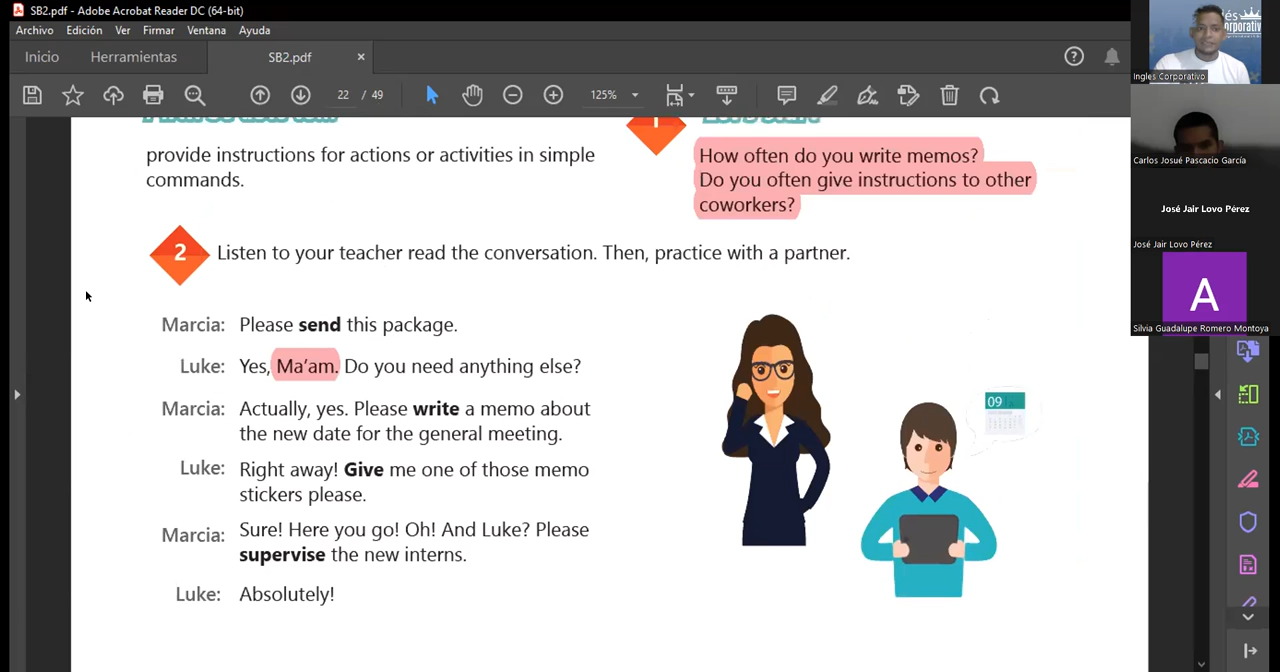 SB2.pdf - Adobe Acrobat Reader DC (64-bit)
Archivo Edición Ver Firmar Ventana Ayuda
Inicio Herramientas SB2.pdf ×
22 / 49 125%
provide instructions for actions or activities in simple
commands.
1
How often do you write memos?
Do you often give instructions to other
coworkers?
2 Listen to your teacher read the conversation. Then, practice with a partner.
Marcia: Please send this package.
Luke: Yes, Ma'am. Do you need anything else?
Marcia: Actually, yes. Please write a memo about
the new date for the general meeting.
Luke: Right away! Give me one of those memo
stickers please.
Marcia: Sure! Here you go! Oh! And Luke? Please
supervise the new interns.
Luke: Absolutely!
09
Ingles Corporativo
Carlos Josué Pascacio García
José Jair Lovo Pérez
José Jair Lovo Pérez
A
Silvia Guadalupe Romero Montoya